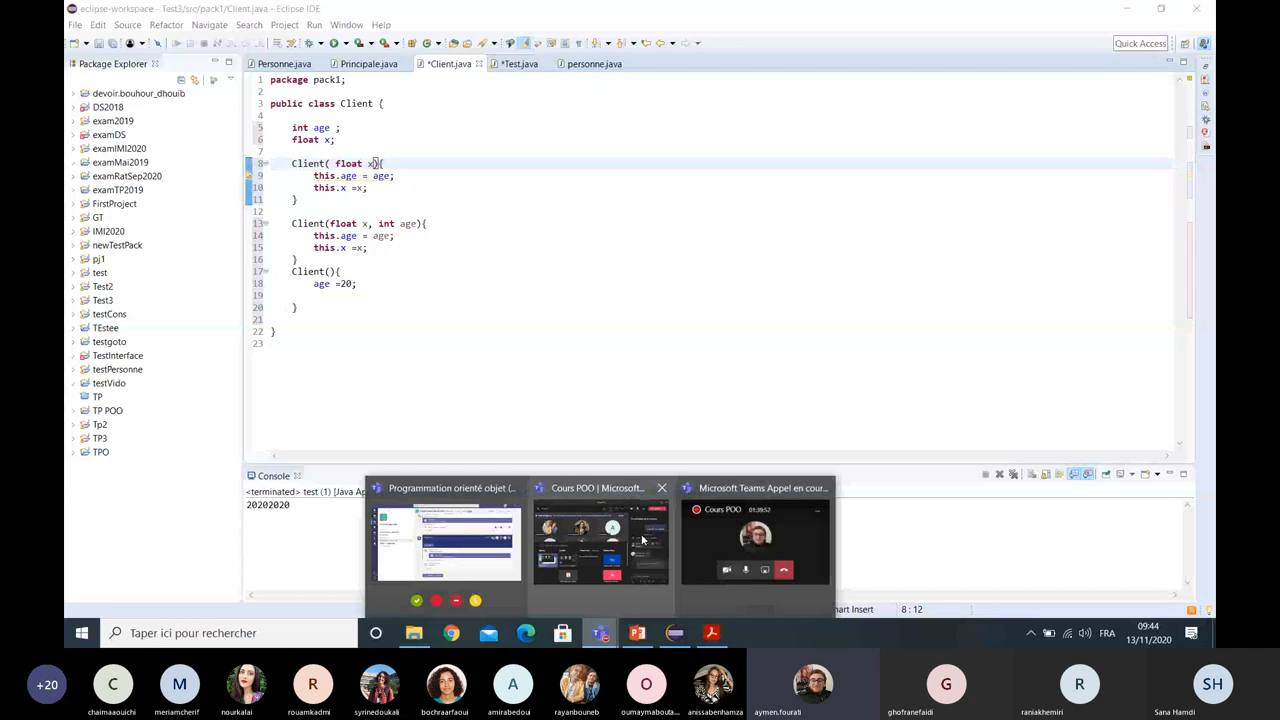 eclipse-workspace - Test3/src/pack1/Client.java - Eclipse IDE
File Edit Source Refactor Navigate Search Project Run Window Help
Quick Access
Package Explorer
Personne.java
Principale.java
*Client.java
*Test.java
personne.java
devoir.bouhour_dhouib
DS2018
exam2019
examDS
examIMI2020
examMai2019
examRatSep2020
examTP2019
FirstProject
GT
IMI2020
newTestPack
pj1
test
Test2
Test3
testCons
TEstee
testgoto
TestInterface
testPersonne
testVido
TP
TP POO
Tp2
TP3
TPO
1 package pack1;
2
3 public class Client {
4
5 int age ;
6 float x;
7
8 Client( float x){
9 this.age = age;
10 this.x =x;
11 }
12
13 Client(float x, int age){
14 this.age = age;
15 this.x =x;
16 }
17 Client(){
18 age =20;
19
20 }
21
22 }
23
Console
<terminated> test (1) [Java Ap
20202020
Programmation orienté objet (...
Cours POO | Microsoft...
Microsoft Teams Appel en cour...
Cours POO 01:39:52
art Insert 8 : 12
Taper ici pour rechercher
FRA
09:44
13/11/2020
+20
C
M
R
A
O
G
R
SH
chaimaaouichi
meriamcherif
nourkalai
rouamkadmi
syrinedoukali
bochraarfaoui
amirabedoui
rayanbouneb
oumaymabouta...
anissabenhamza
aymen.fourati
ghofranefaidi
raniakhemiri
Sana Hamdi